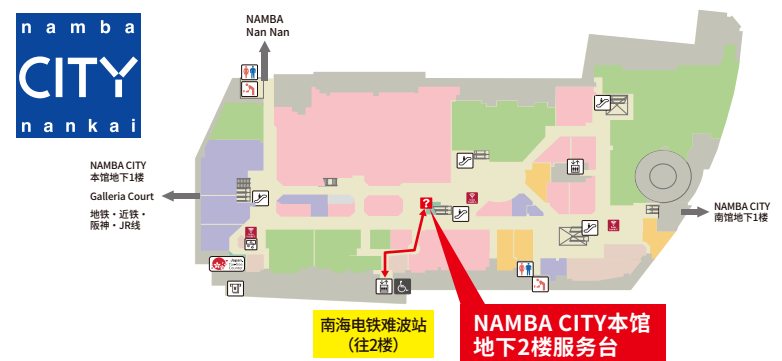 namba
CITY
nankai
NAMBA
Nan Nan
NAMBA CITY
本馆地下1楼
Galleria Court
地铁・近铁・
阪神・JR线
NAMBA CITY
南馆地下1楼
?
南海电铁难波站
（往2楼）
NAMBA CITY本馆
地下2楼服务台